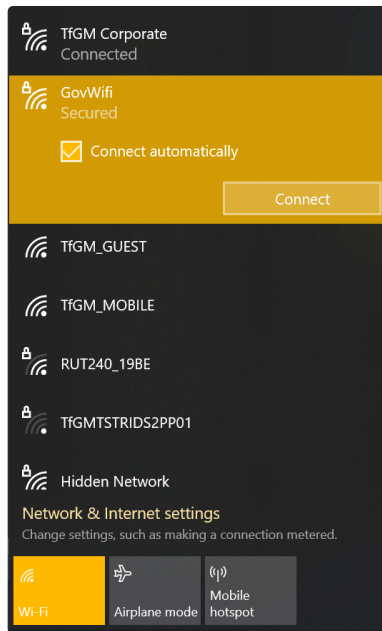 TfGM Corporate
Connected
GovWifi
Secured
Connect automatically
Connect
TfGM_GUEST
TfGM_MOBILE
RUT240_19BE
TfGMTSTRIDS2PP01
Hidden Network
Network & Internet settings
Change settings, such as making a connection metered.
Wi-Fi
Airplane mode
Mobile
hotspot